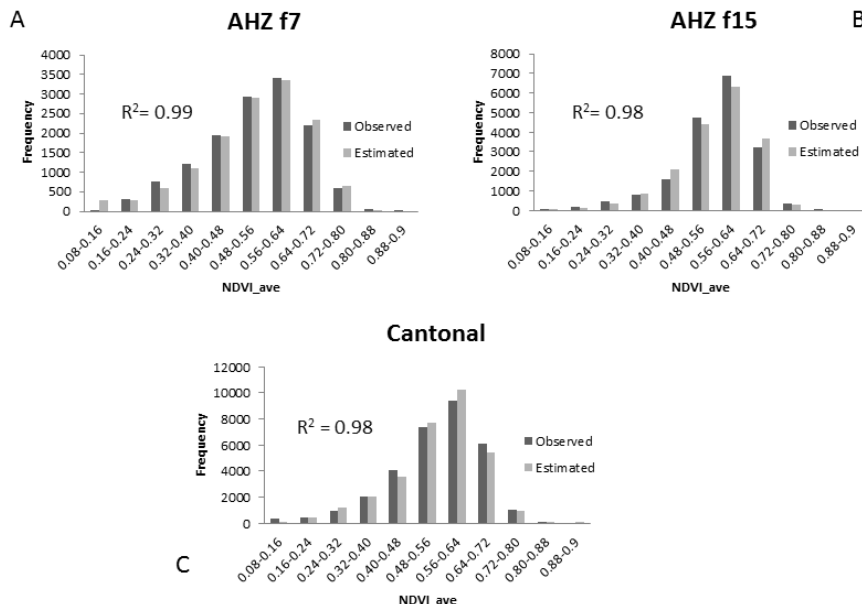 A
AHZ f7
4000
3500
3000
2500
2000
1500
1000
500
0
Frequency
R²= 0.99
Observed
Estimated
0.08-0.16
0.16-0.24
0.24-0.32
0.32-0.40
0.40-0.48
0.48-0.56
0.56-0.64
0.64-0.72
0.72-0.80
0.80-0.88
0.88-0.9
NDVI_ave
AHZ f15
B
8000
7000
6000
5000
4000
3000
2000
1000
0
Frequency
R²= 0.98
Observed
Estimated
0.08-0.16
0.16-0.24
0.24-0.32
0.32-0.40
0.40-0.48
0.48-0.56
0.56-0.64
0.64-0.72
0.72-0.80
0.80-0.88
0.88-0.9
NDVI_ave
Cantonal
12000
10000
8000
6000
4000
2000
0
Frequency
R² = 0.98
Observed
Estimated
0.08-0.16
0.16-0.24
0.24-0.32
0.32-0.40
0.40-0.48
0.48-0.56
0.56-0.64
0.64-0.72
0.72-0.80
0.80-0.88
0.88-0.9
C
NDVI_ave